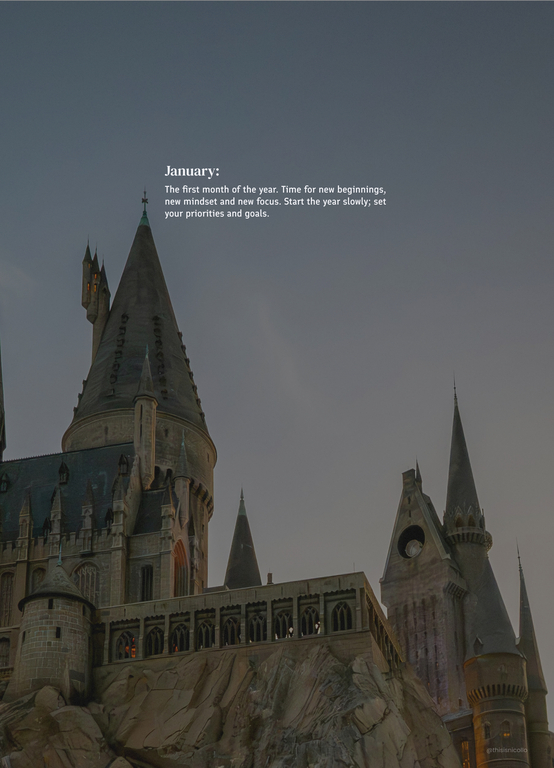 January:
The first month of the year. Time for new beginnings,
new mindset and new focus. Start the year slowly; set
your priorities and goals.
@thisisnicolio